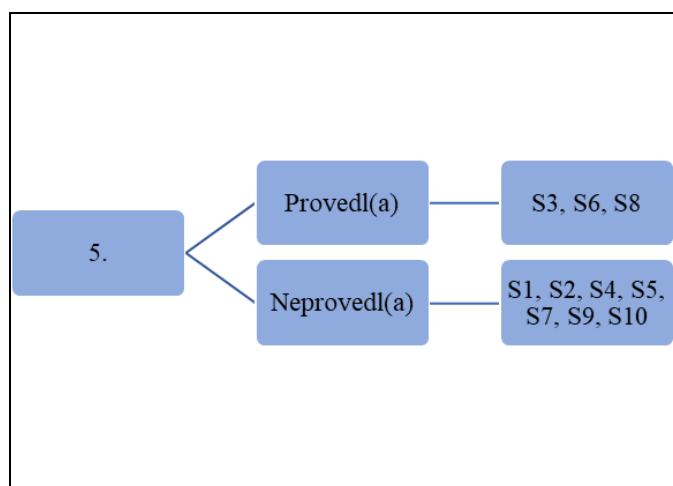 5.
Provedl(a)
S3, S6, S8
Neprovedl(a)
S1, S2, S4, S5,
S7, S9, S10